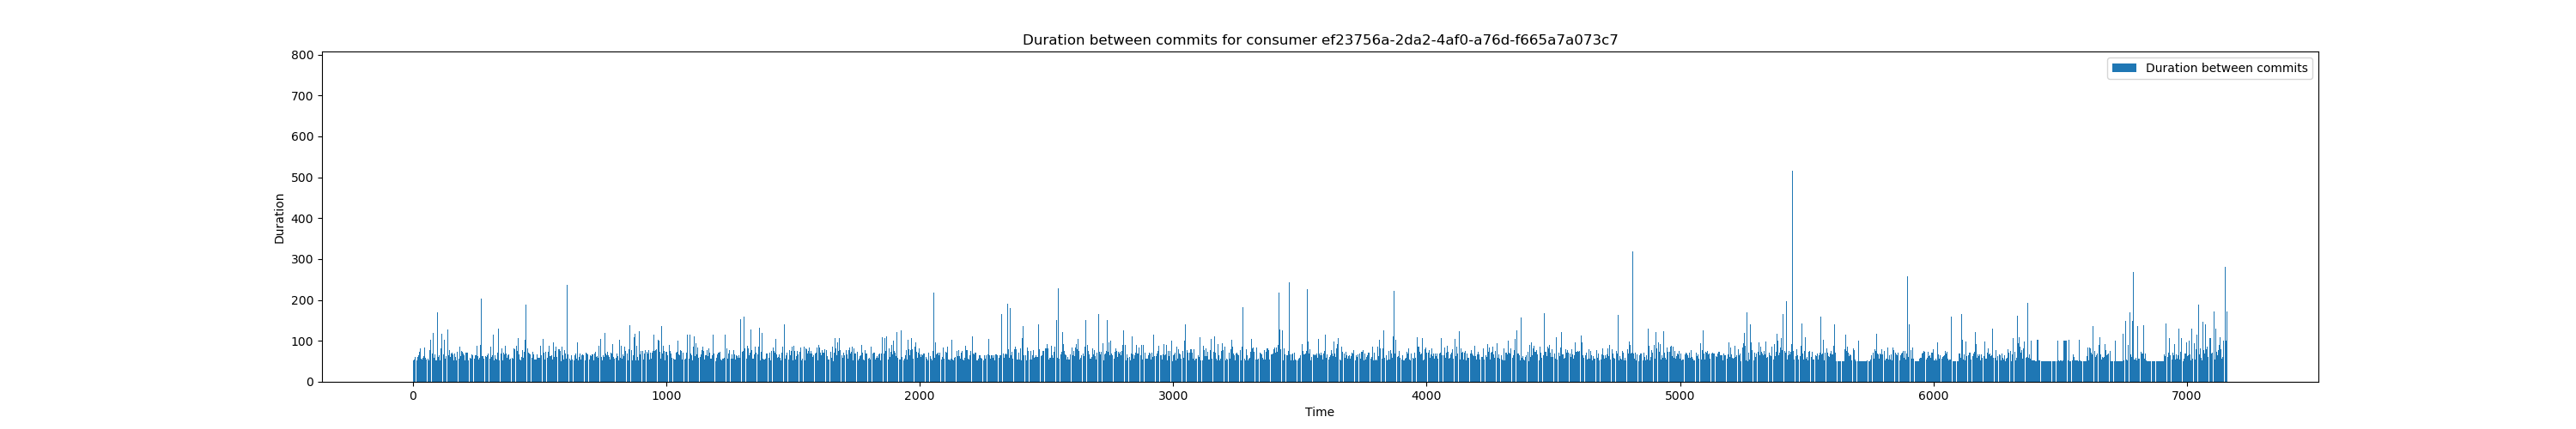 Duration between commits for consumer ef23756a-2da2-4af0-a76d-f665a7a073c7
Duration between commits
800
700
600
500
400
300
200
100
0
Duration
0 1000 2000 3000 4000 5000 6000 7000
Time